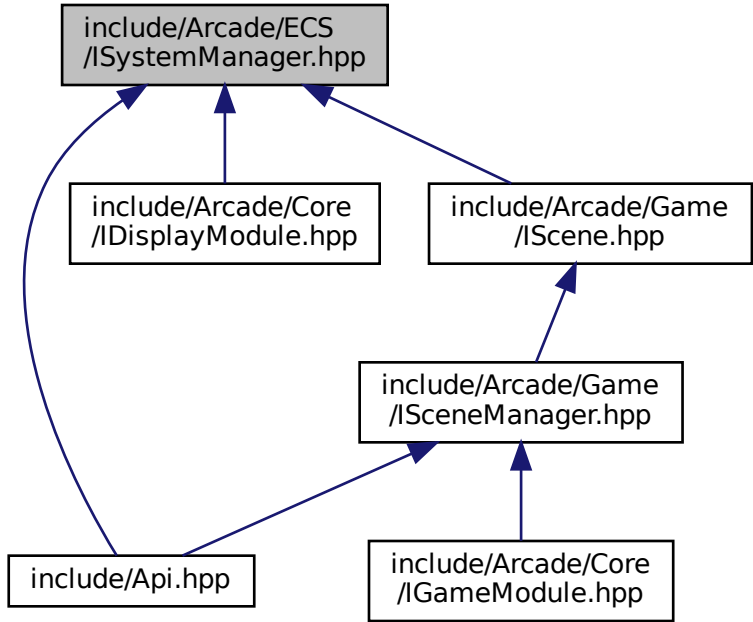 include/Arcade/ECS
/ISystemManager.hpp
include/Arcade/Core
/IDisplayModule.hpp
include/Arcade/Game
/IScene.hpp
include/Arcade/Game
/ISceneManager.hpp
include/Api.hpp
include/Arcade/Core
/IGameModule.hpp